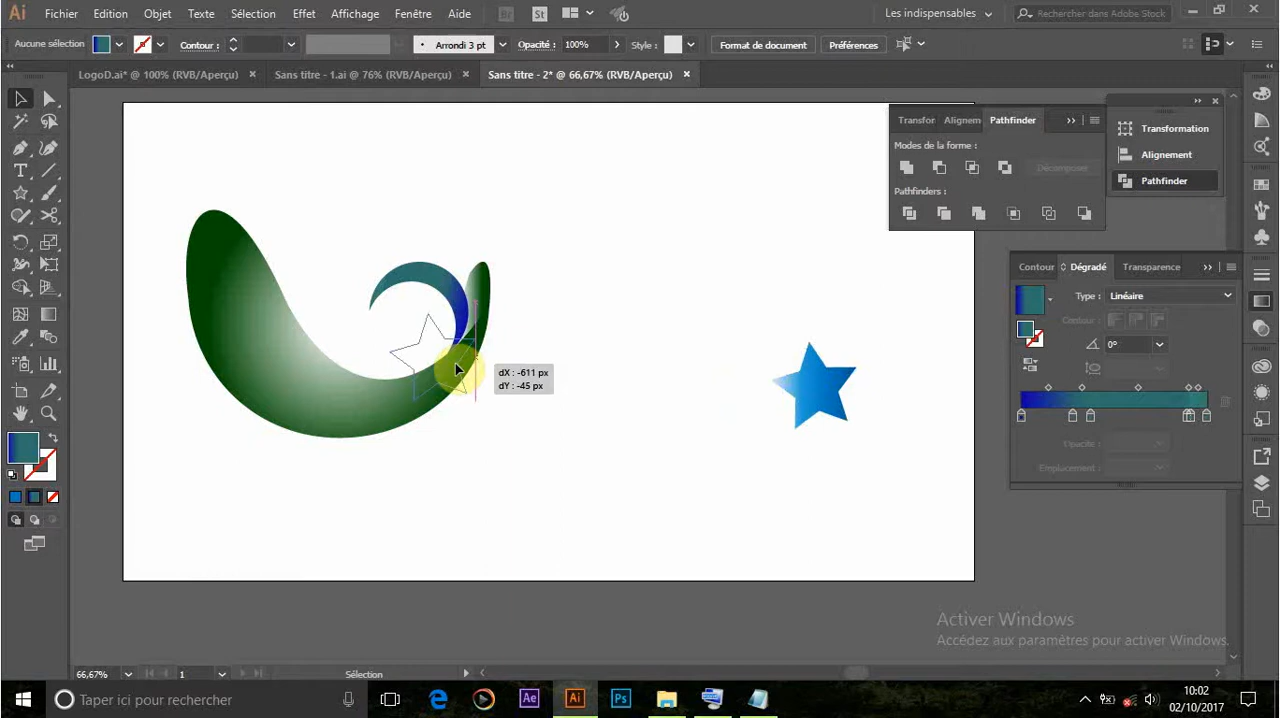 Ai Fichier Edition Objet Texte Sélection Effet Affichage Fenêtre Aide Br St Les indispensables Rechercher dans Adobe Stock
Aucune sélection Contour : Arrondi 3 pt Opacité : 100% Style : Format de document Préférences
LogoD.ai* @ 100% (RVB/Aperçu) × Sans titre - 1.ai @ 76% (RVB/Aperçu) × Sans titre - 2* @ 66,67% (RVB/Aperçu) ×
Transfor Alignem Pathfinder
Modes de la forme :
Décomposer
Pathfinders :
Transformation
Alignement
Pathfinder
Contour Dégradé Transparence
Type : Linéaire
Contour :
0°
Opacité :
Emplacement :
dX : -611 px
dY : -45 px
Activer Windows
Accédez aux paramètres pour activer Windows.
66,67% 1 Sélection
Taper ici pour rechercher
Ae Ai Ps
10:02
02/10/2017